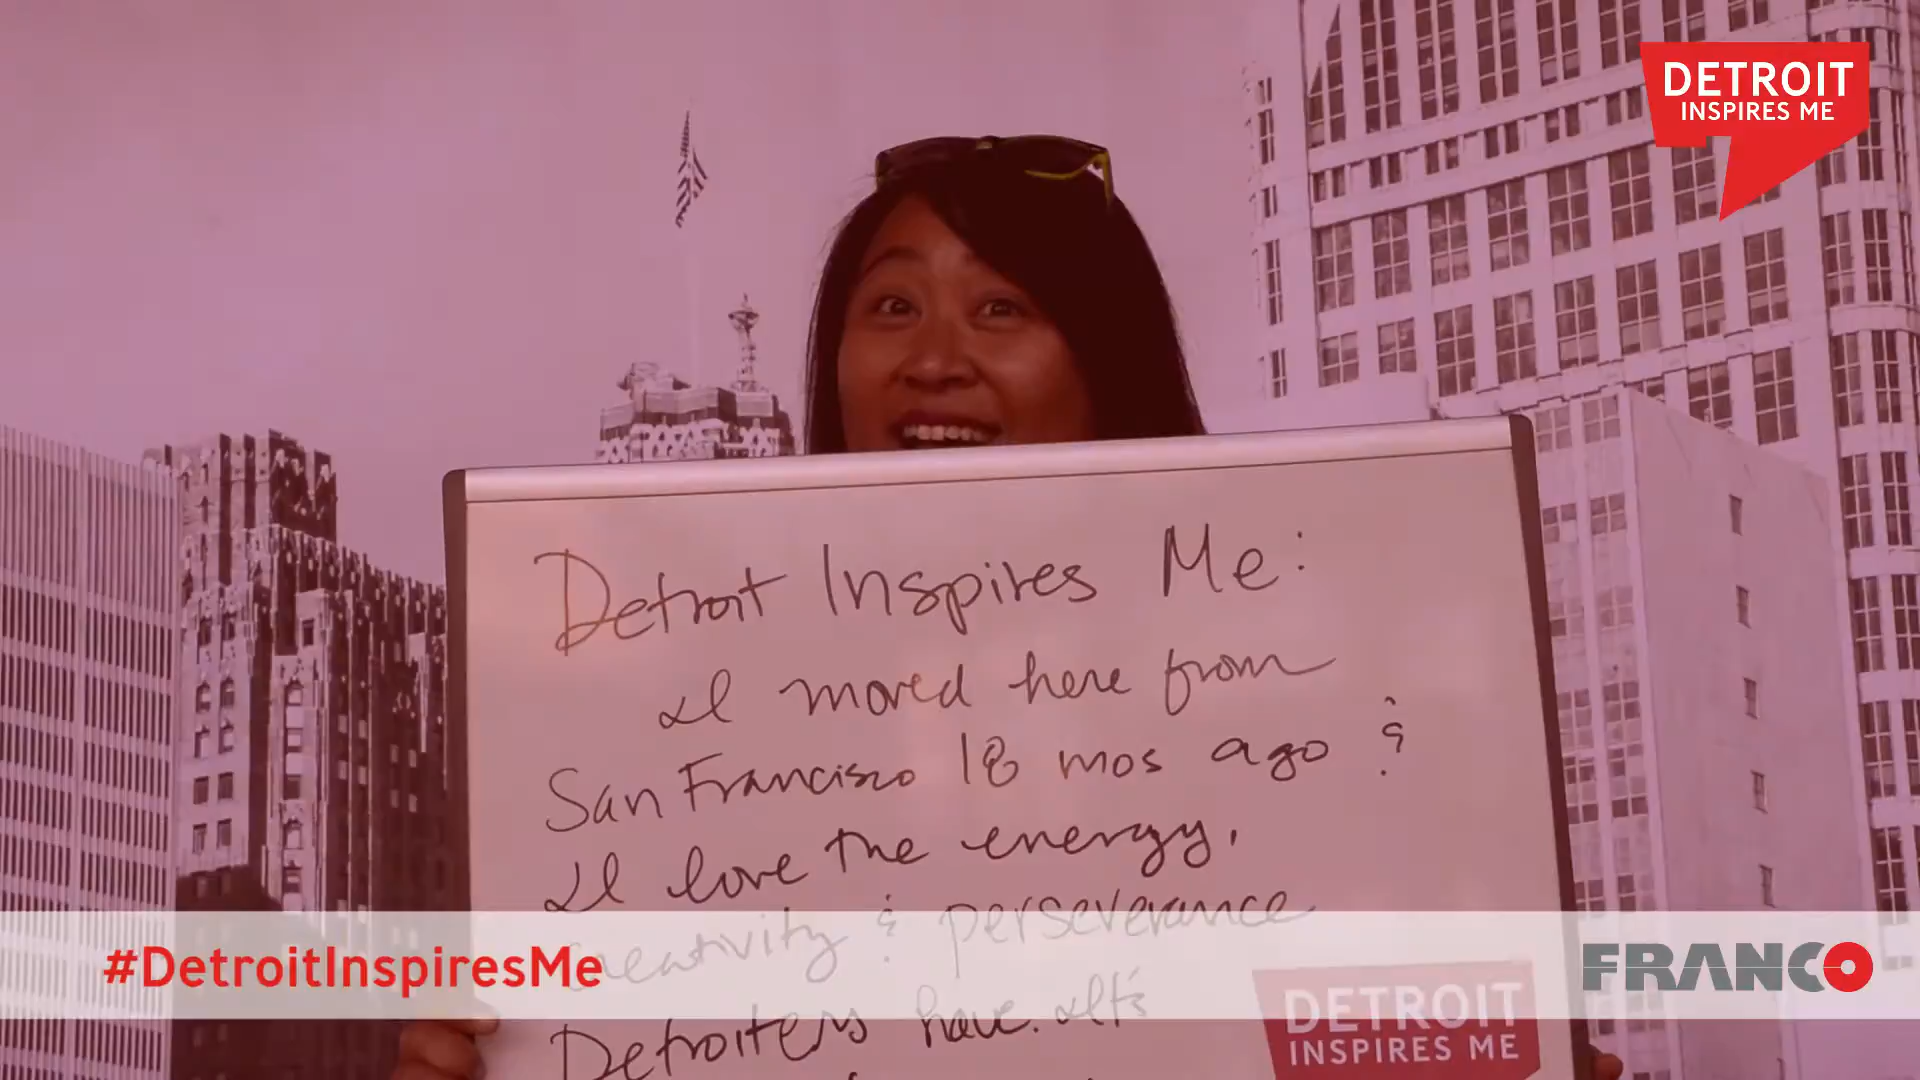 DETROIT
INSPIRES ME
Detroit Inspires Me:
I moved here from
San Francisco 18 mos ago &
I love the energy,
creativity & perseverance
Detroiters have. It's
#DetroitInspiresMe
FRANCO
DETROIT
INSPIRES ME